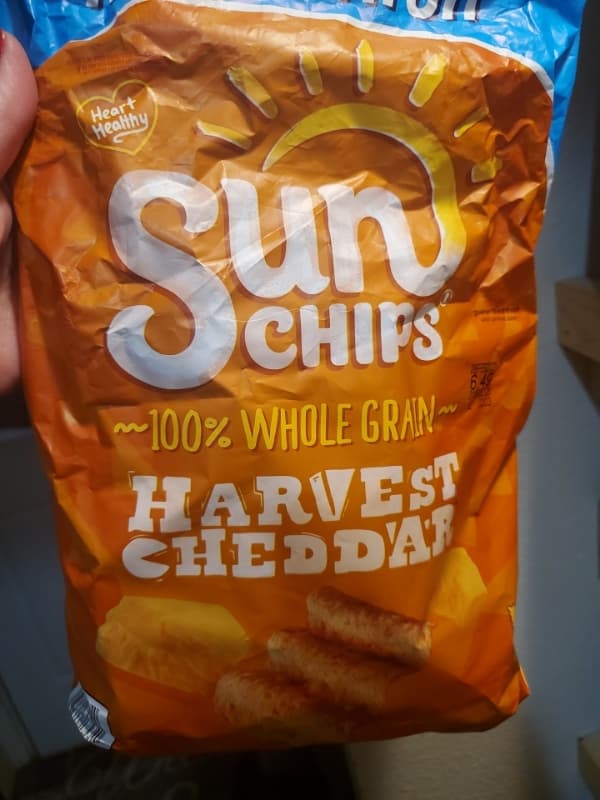 Heart
Healthy
Sun
CHIPS
~100% WHOLE GRAIN~
HARVEST
CHEDDAR